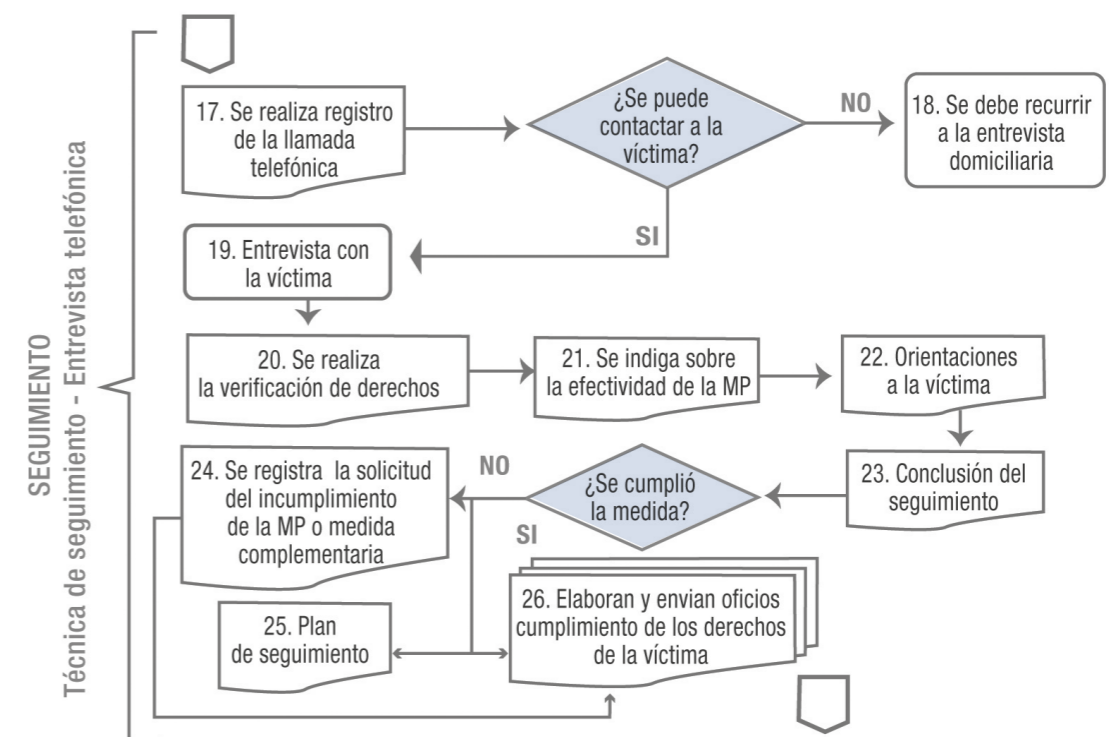 SEGUIMIENTO
Técnica de seguimiento - Entrevista telefónica
17. Se realiza registro
de la llamada
telefónica
¿Se puede
contactar a la
víctima?
NO
18. Se debe recurrir
a la entrevista
domiciliaria
SI
19. Entrevista con
la víctima
20. Se realiza
la verificación de derechos
21. Se indiga sobre
la efectividad de la MP
22. Orientaciones
a la víctima
23. Conclusión del
seguimiento
¿Se cumplió
la medida?
NO
24. Se registra la solicitud
del incumplimiento
de la MP o medida
complementaria
SI
25. Plan
de seguimiento
26. Elaboran y envian oficios
cumplimiento de los derechos
de la víctima